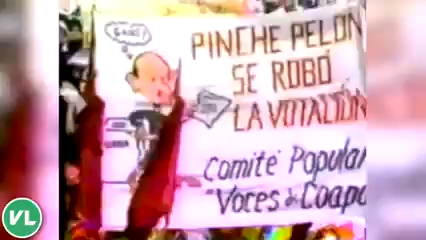 PINCHE PELON
SE ROBÓ
LA VOTACIÓN
Comité Popular
"Voces de Coapa
VL